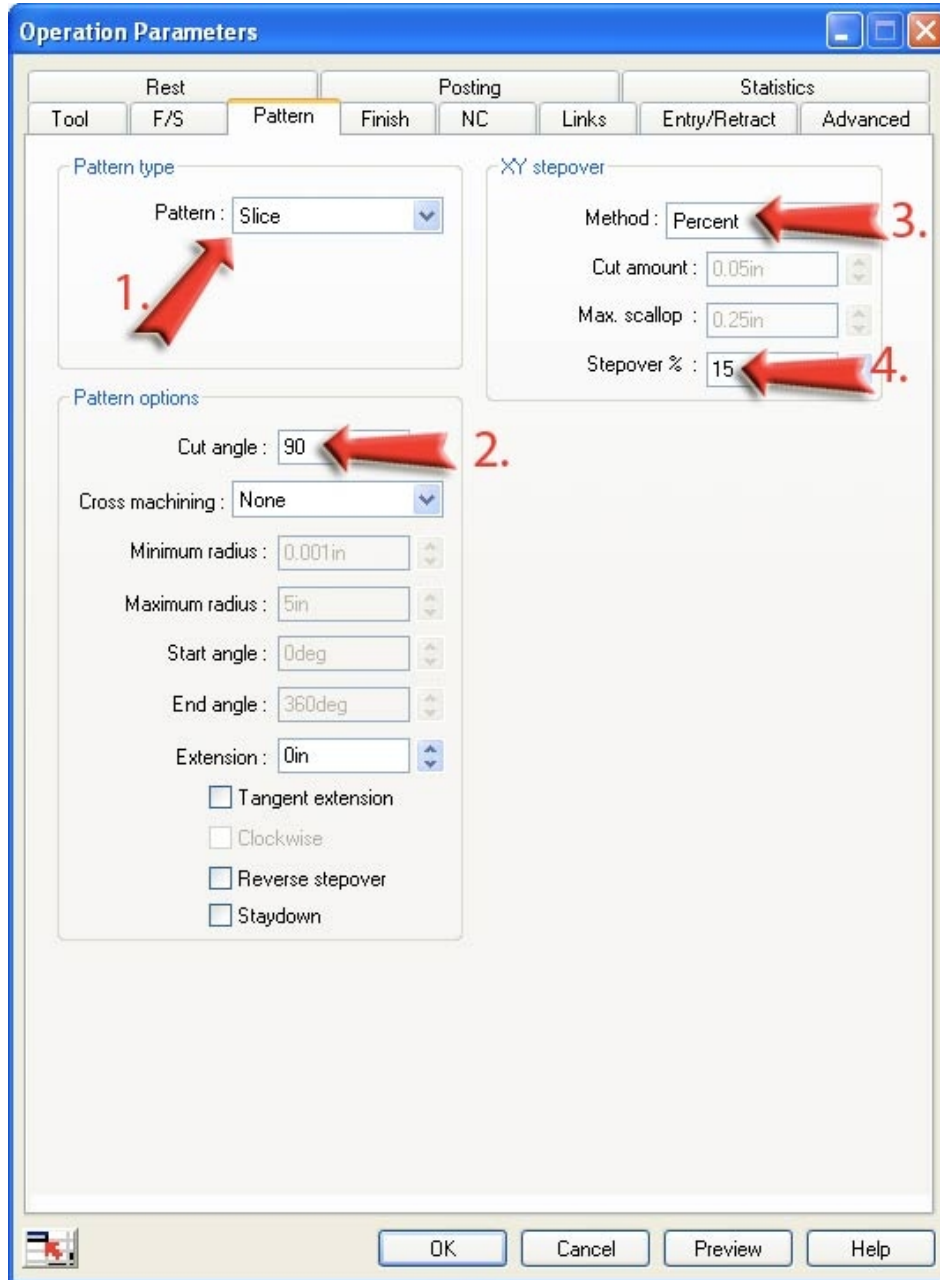 Operation Parameters
Rest Posting Statistics
Tool F/S Pattern Finish NC Links Entry/Retract Advanced
Pattern type
Pattern : Slice
1.
XY stepover
Method : Percent
3.
Cut amount : 0.05in
Max. scallop : 0.25in
Stepover % : 15
4.
Pattern options
Cut angle : 90
2.
Cross machining : None
Minimum radius : 0.001in
Maximum radius : 5in
Start angle : 0deg
End angle : 360deg
Extension : 0in
Tangent extension
Clockwise
Reverse stepover
Staydown
OK Cancel Preview Help